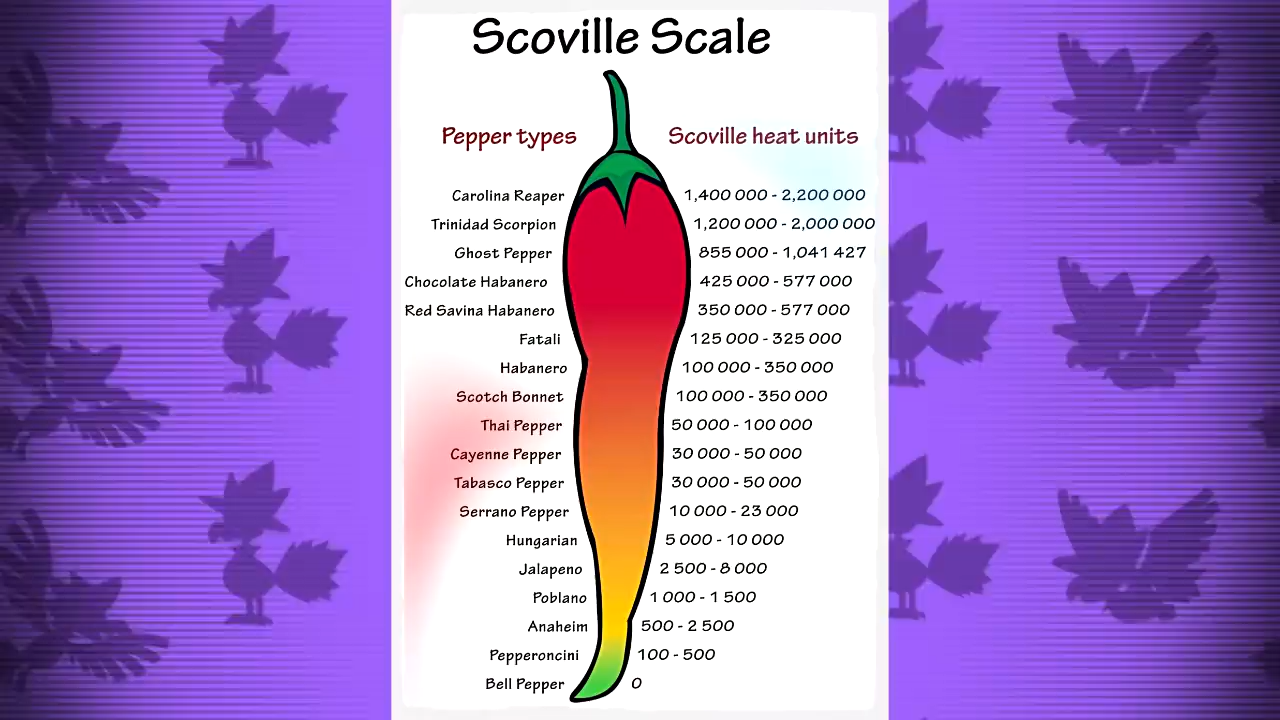 Scoville Scale
Pepper types Scoville heat units
Carolina Reaper 1,400 000 - 2,200 000
Trinidad Scorpion 1,200 000 - 2,000 000
Ghost Pepper 855 000 - 1,041 427
Chocolate Habanero 425 000 - 577 000
Red Savina Habanero 350 000 - 577 000
Fatali 125 000 - 325 000
Habanero 100 000 - 350 000
Scotch Bonnet 100 000 - 350 000
Thai Pepper 50 000 - 100 000
Cayenne Pepper 30 000 - 50 000
Tabasco Pepper 30 000 - 50 000
Serrano Pepper 10 000 - 23 000
Hungarian 5 000 - 10 000
Jalapeno 2 500 - 8 000
Poblano 1 000 - 1 500
Anaheim 500 - 2 500
Pepperoncini 100 - 500
Bell Pepper 0